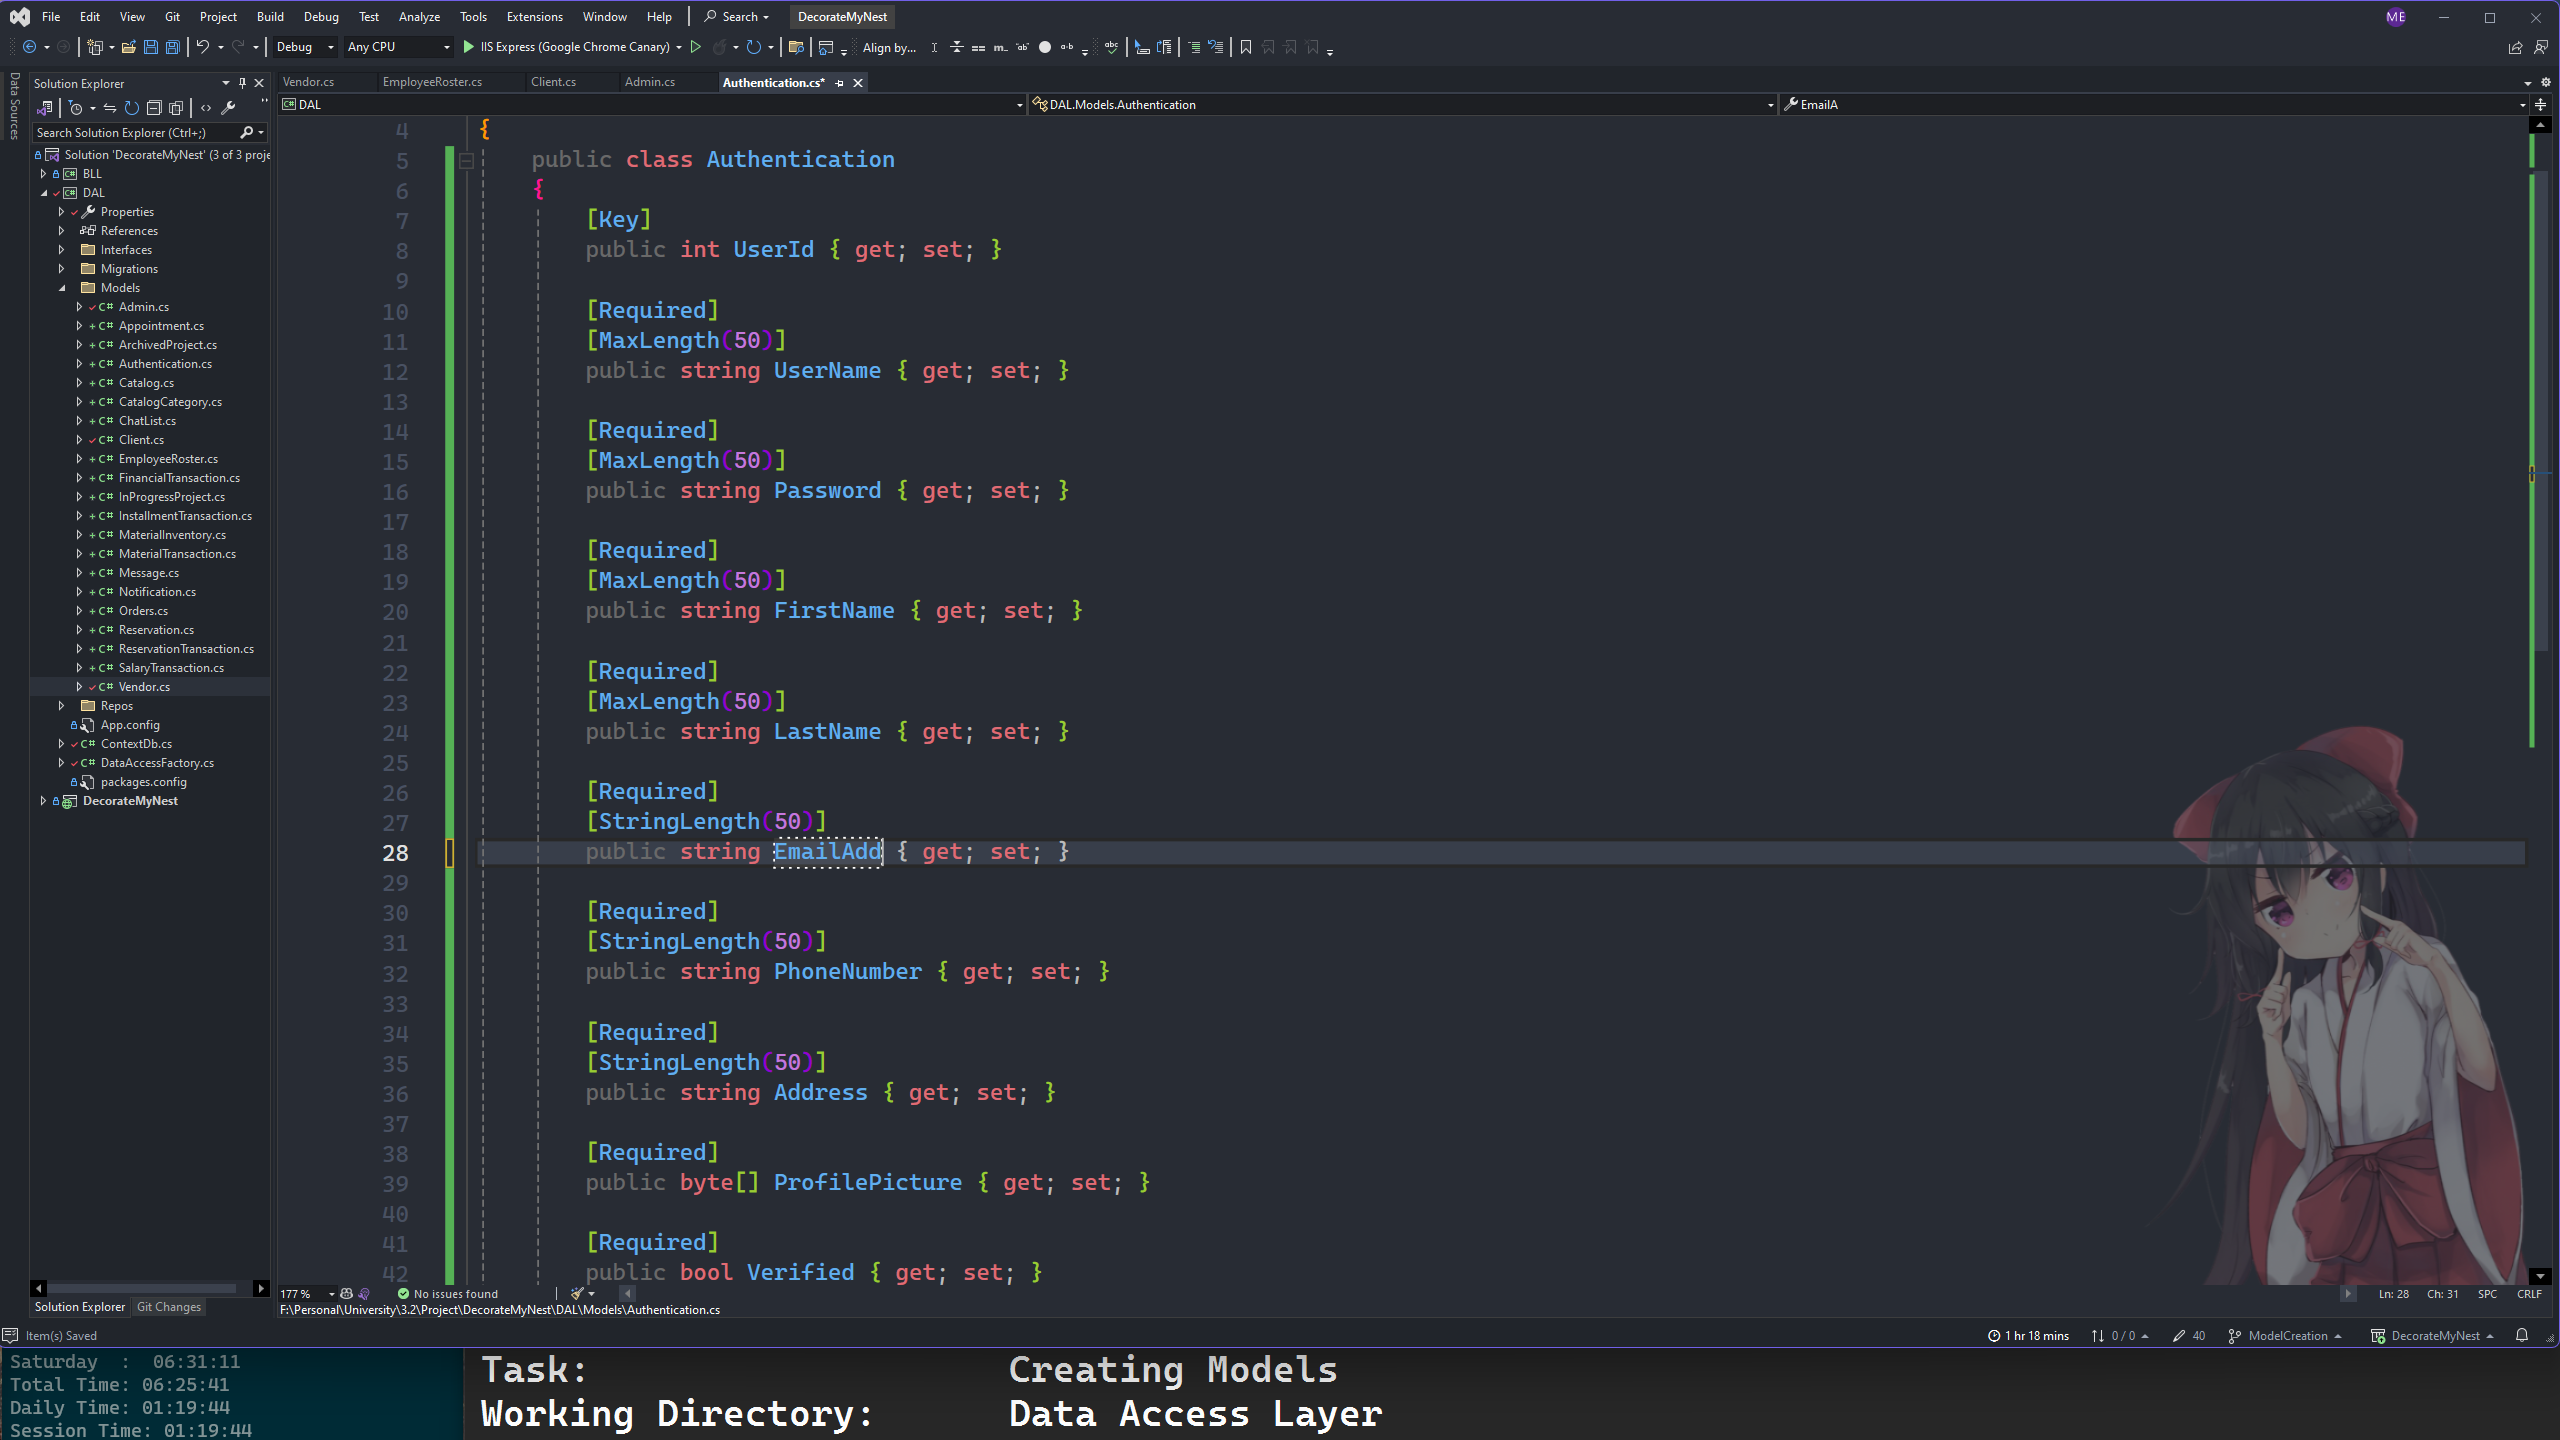 File Edit View Git Project Build Debug Test Analyze Tools Extensions Window Help Search DecorateMyNest ME
Debug Any CPU IIS Express (Google Chrome Canary) Align by...
Data Sources
Solution Explorer
Search Solution Explorer (Ctrl+;)
Solution 'DecorateMyNest' (3 of 3 proje
BLL
DAL
Properties
References
Interfaces
Migrations
Models
C# Admin.cs
C# Appointment.cs
C# ArchivedProject.cs
C# Authentication.cs
C# Catalog.cs
C# CatalogCategory.cs
C# ChatList.cs
C# Client.cs
C# EmployeeRoster.cs
C# FinancialTransaction.cs
C# InProgressProject.cs
C# InstallmentTransaction.cs
C# MaterialInventory.cs
C# MaterialTransaction.cs
C# Message.cs
C# Notification.cs
C# Orders.cs
C# Reservation.cs
C# ReservationTransaction.cs
C# SalaryTransaction.cs
C# Vendor.cs
Repos
App.config
C# ContextDb.cs
C# DataAccessFactory.cs
packages.config
DecorateMyNest
Solution Explorer Git Changes
Vendor.cs EmployeeRoster.cs Client.cs Admin.cs Authentication.cs*
C# DAL DAL.Models.Authentication EmailA
4 {
5 public class Authentication
6 {
7 [Key]
8 public int UserId { get; set; }
9
10 [Required]
11 [MaxLength(50)]
12 public string UserName { get; set; }
13
14 [Required]
15 [MaxLength(50)]
16 public string Password { get; set; }
17
18 [Required]
19 [MaxLength(50)]
20 public string FirstName { get; set; }
21
22 [Required]
23 [MaxLength(50)]
24 public string LastName { get; set; }
25
26 [Required]
27 [StringLength(50)]
28 public string EmailAdd { get; set; }
29
30 [Required]
31 [StringLength(50)]
32 public string PhoneNumber { get; set; }
33
34 [Required]
35 [StringLength(50)]
36 public string Address { get; set; }
37
38 [Required]
39 public byte[] ProfilePicture { get; set; }
40
41 [Required]
42 public bool Verified { get; set; }
177 % No issues found Ln: 28 Ch: 31 SPC CRLF
F:\Personal\University\3.2\Project\DecorateMyNest\DAL\Models\Authentication.cs
Item(s) Saved 1 hr 18 mins 0 / 0 40 ModelCreation DecorateMyNest
Saturday : 06:31:11
Total Time: 06:25:41
Daily Time: 01:19:44
Session Time: 01:19:44
Task: Creating Models
Working Directory: Data Access Layer